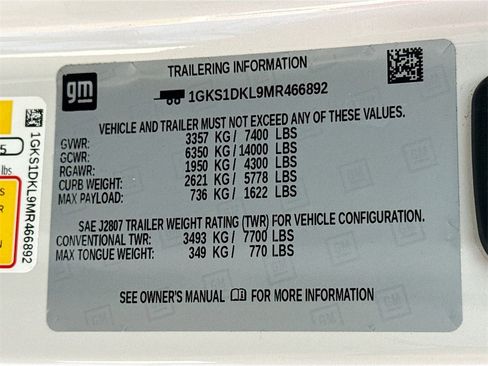 TRAILERING INFORMATION
gm
1GKS1DKL9MR466892
VEHICLE AND TRAILER MUST NOT EXCEED ANY OF THESE VALUES.
GVWR: 3357 KG/ 7400 LBS
GCWR: 6350 KG/14000 LBS
RGAWR: 1950 KG/ 4300 LBS
CURB WEIGHT: 2621 KG/ 5778 LBS
MAX PAYLOAD: 736 KG/ 1622 LBS
SAE J2807 TRAILER WEIGHT RATING (TWR) FOR VEHICLE CONFIGURATION.
CONVENTIONAL TWR: 3493 KG/ 7700 LBS
MAX TONGUE WEIGHT: 349 KG/ 770 LBS
SEE OWNER'S MANUAL FOR MORE INFORMATION
1GKS1DKL9MR466892
5
lbs